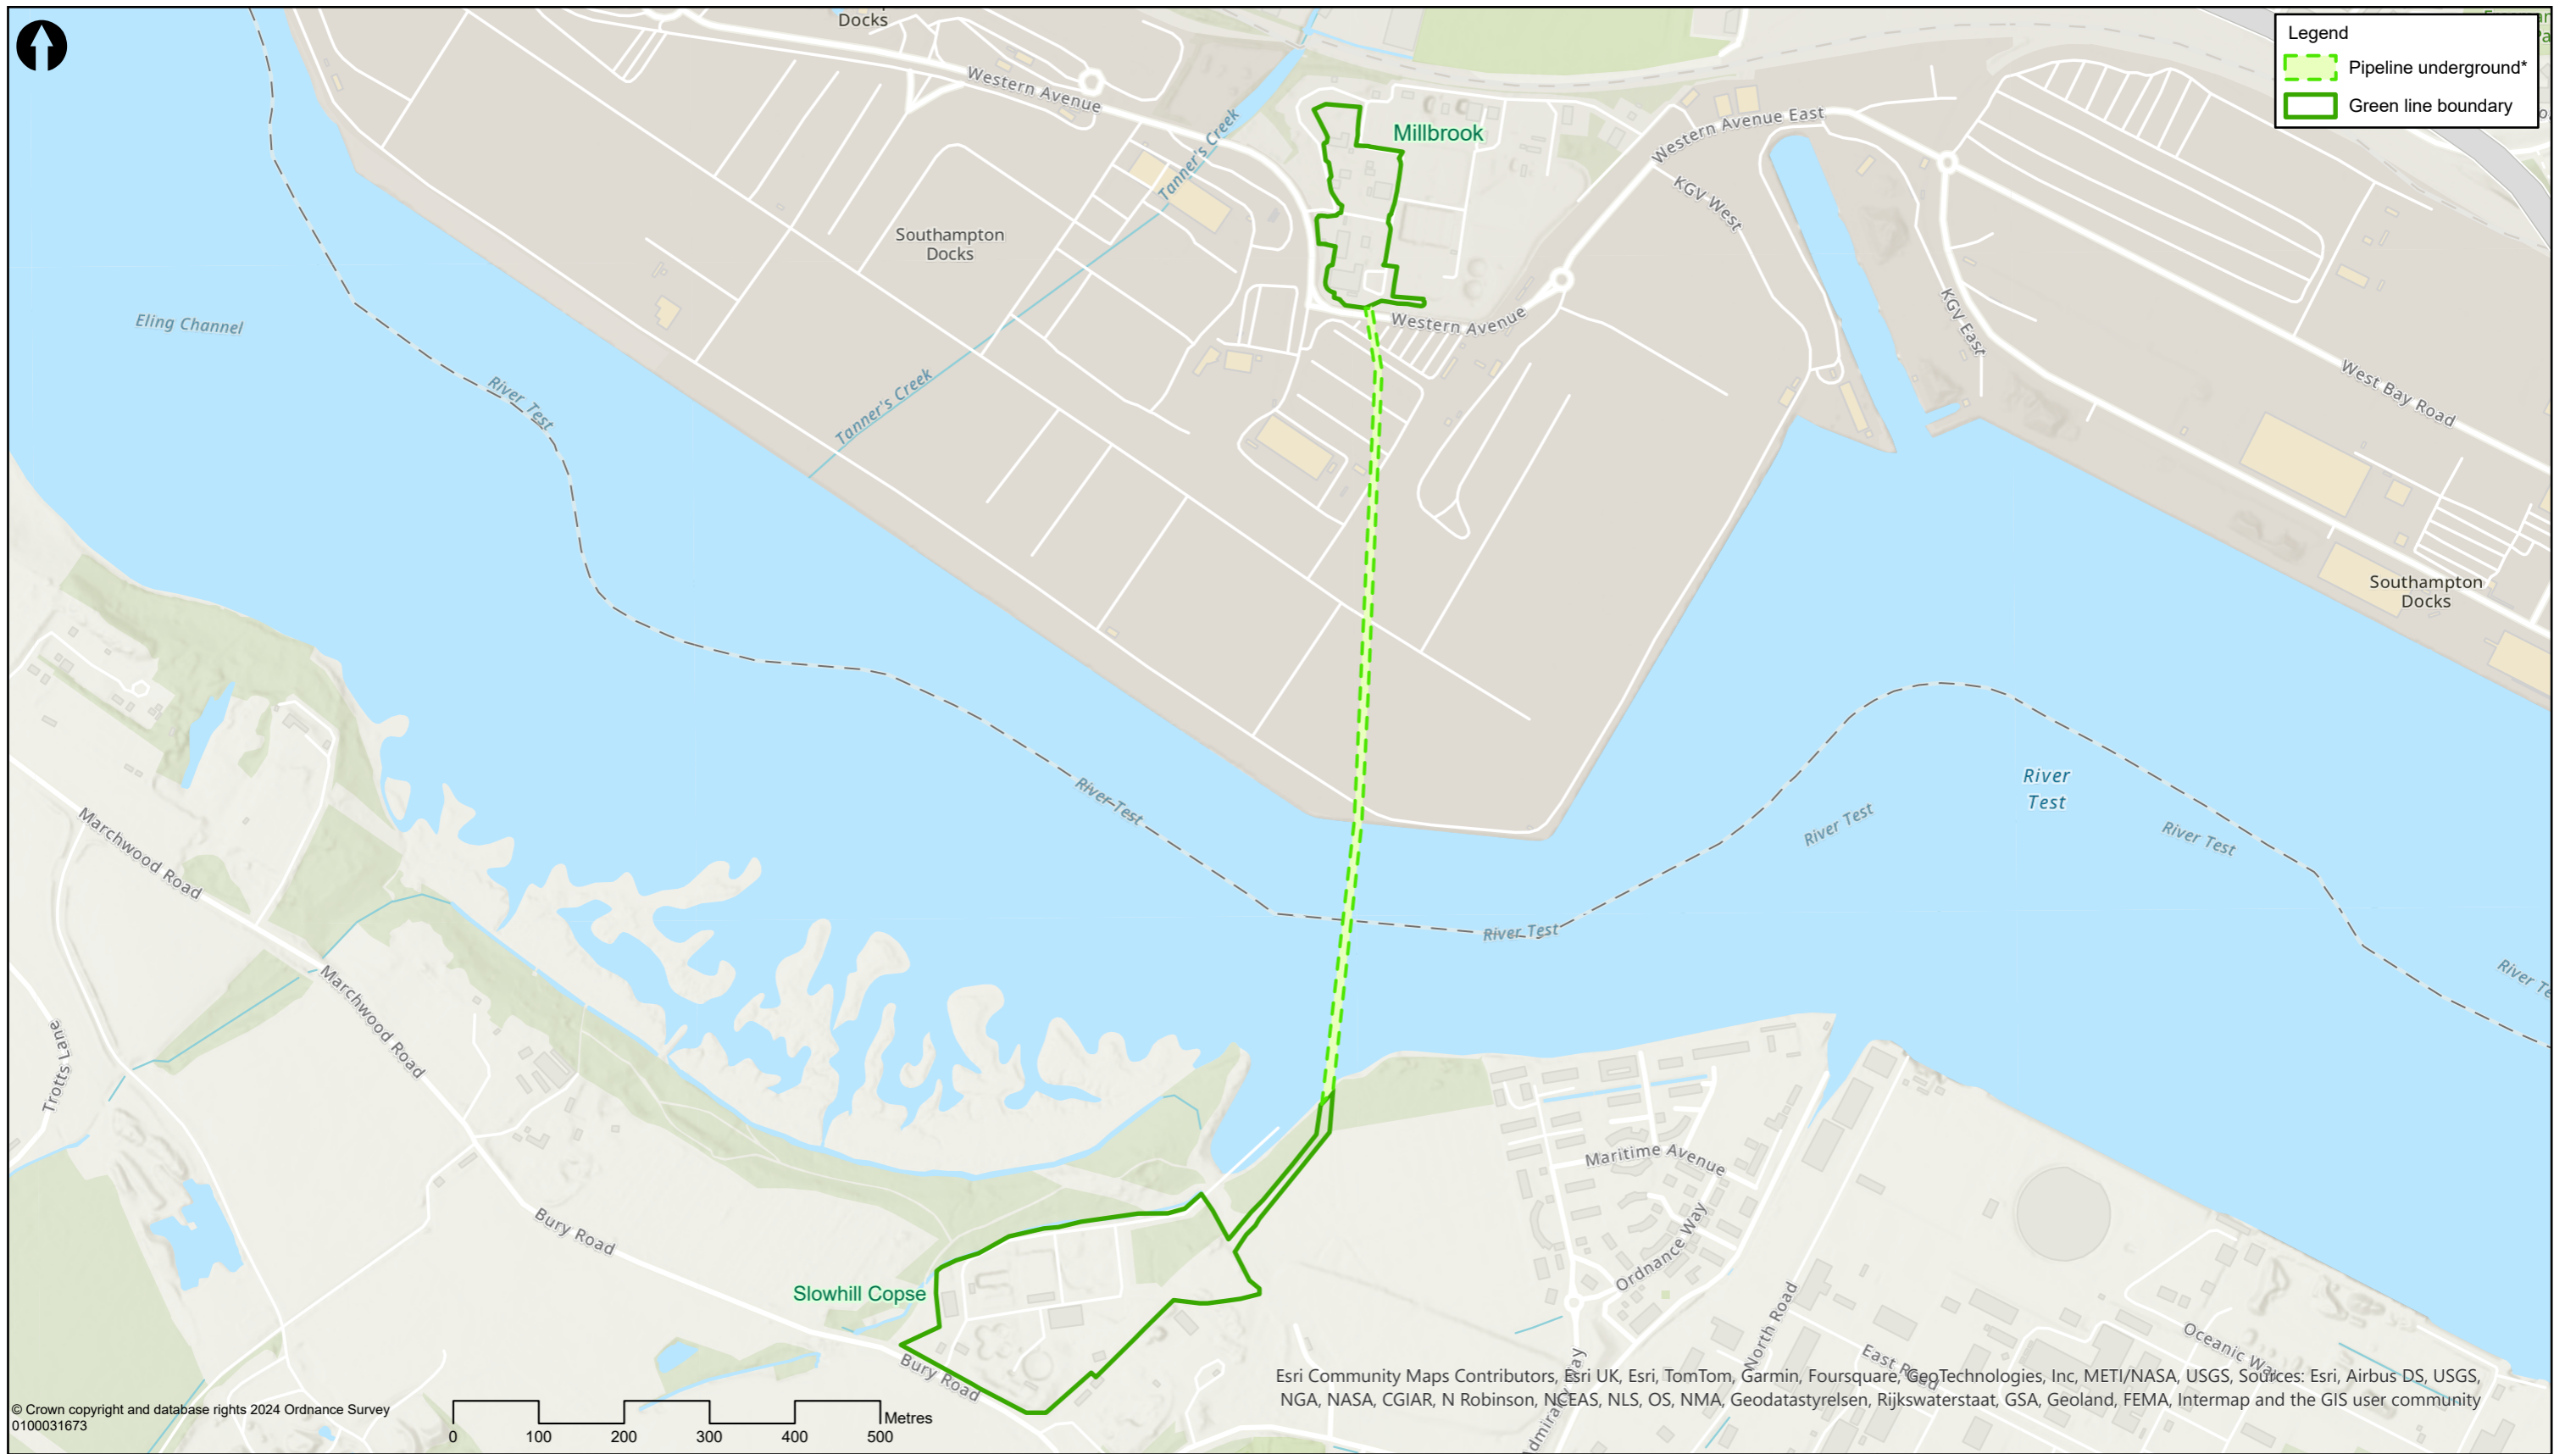 Docks
Legend
Pipeline underground*
Green line boundary
Western Avenue
Tanner's Creek
Millbrook
Western Avenue East
KGV West
Southampton
Docks
Eling Channel
River Test
Western Avenue
KGV East
Tanner's Creek
West Bay Road
Southampton
Docks
River
Test
River Test
River Test
River Test
River Test
Marchwood Road
Marchwood Road
Trotts Lane
Maritime Avenue
Ordnance Way
Bury Road
Slowhill Copse
North Road
East Road
Oceanic Way
Bury Road
Esri Community Maps Contributors, Esri UK, Esri, TomTom, Garmin, Foursquare, GeoTechnologies, Inc, METI/NASA, USGS, Sources: Esri, Airbus DS, USGS,
NGA, NASA, CGIAR, N Robinson, NCEAS, NLS, OS, NMA, Geodatastyrelsen, Rijkswaterstaat, GSA, Geoland, FEMA, Intermap and the GIS user community
© Crown copyright and database rights 2024 Ordnance Survey
0100031673
Metres
0 100 200 300 400 500